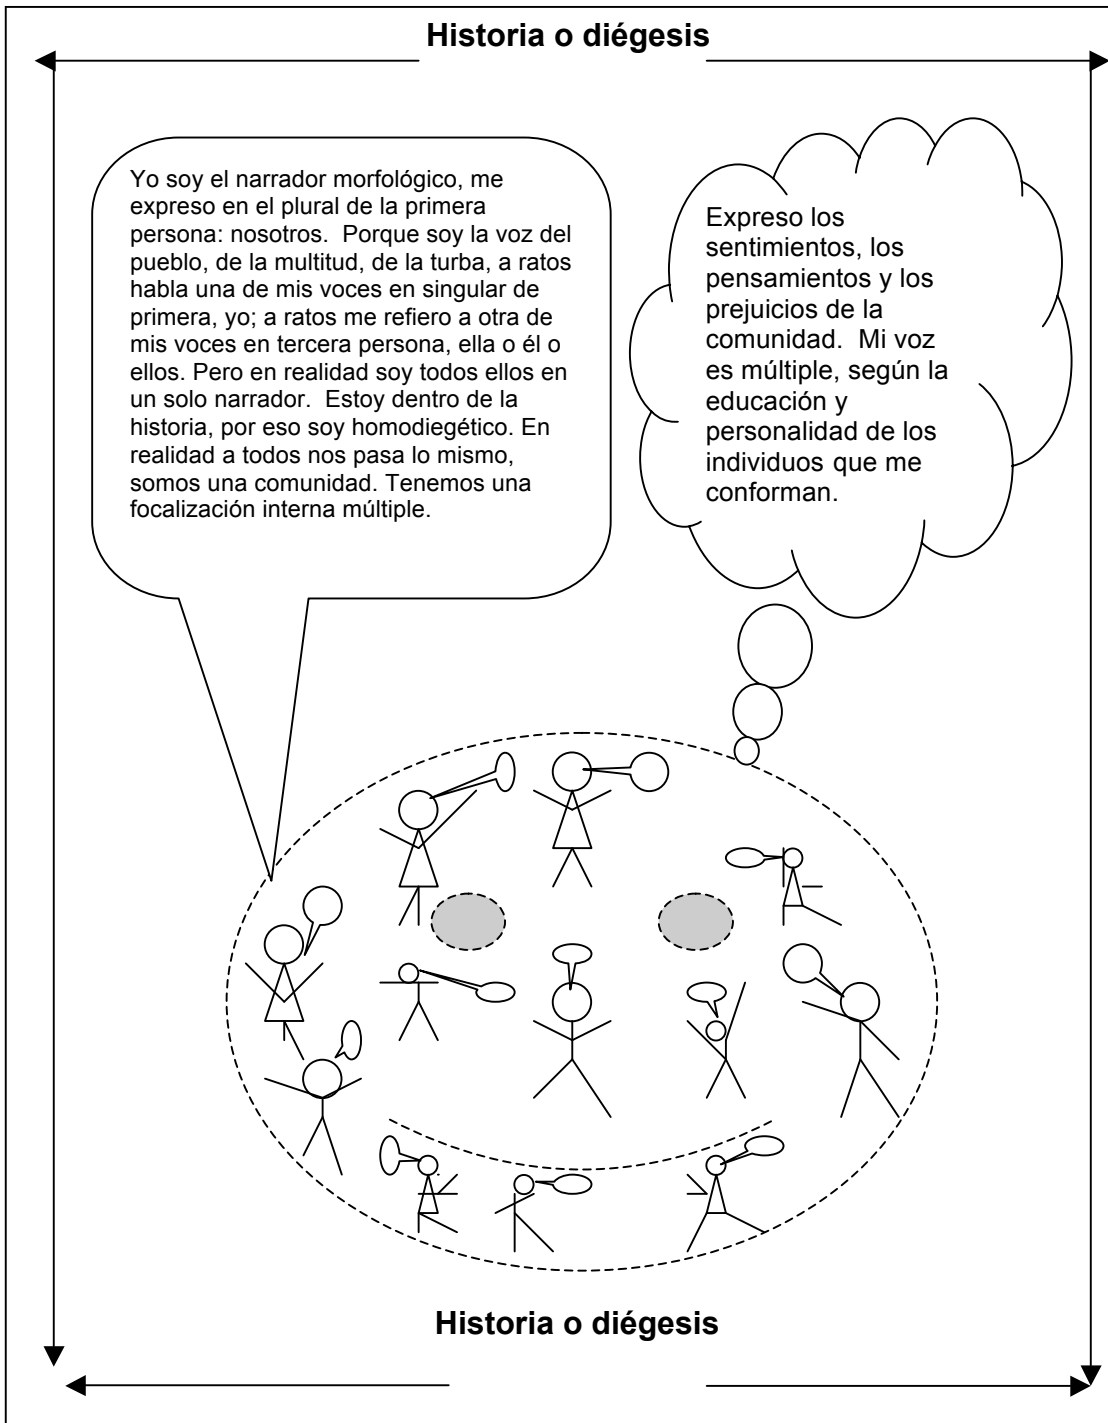 Historia o diégesis
Yo soy el narrador morfológico, me
expreso en el plural de la primera
persona: nosotros.  Porque soy la voz del
pueblo, de la multitud, de la turba, a ratos
habla una de mis voces en singular de
primera, yo; a ratos me refiero a otra de
mis voces en tercera persona, ella o él o
ellos. Pero en realidad soy todos ellos en
un solo narrador.  Estoy dentro de la
historia, por eso soy homodiegético. En
realidad a todos nos pasa lo mismo,
somos una comunidad. Tenemos una
focalización interna múltiple.
Expreso los
sentimientos, los
pensamientos y los
prejuicios de la
comunidad.  Mi voz
es múltiple, según la
educación y
personalidad de los
individuos que me
conforman.
Historia o diégesis